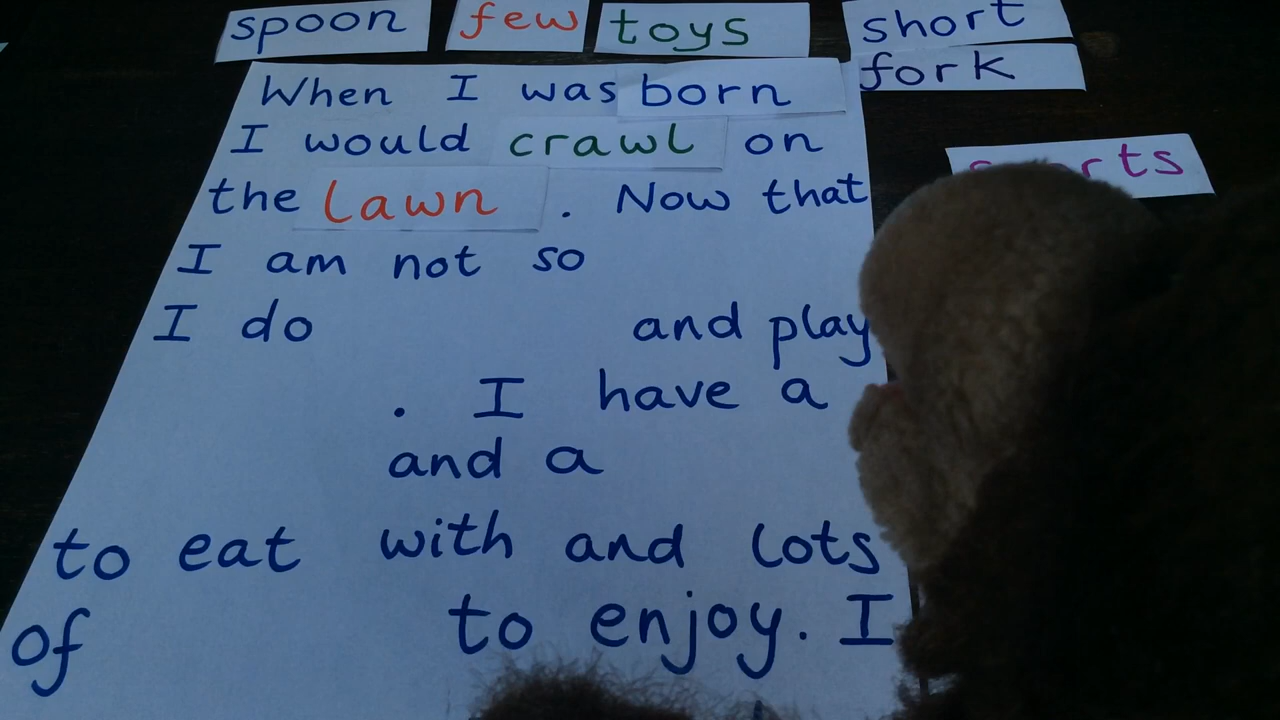 spoon few toys short
fork
sports
When I was born
I would crawl on
the lawn . Now that
I am not so
I do and play
. I have a
and a
to eat with and lots
of to enjoy. I